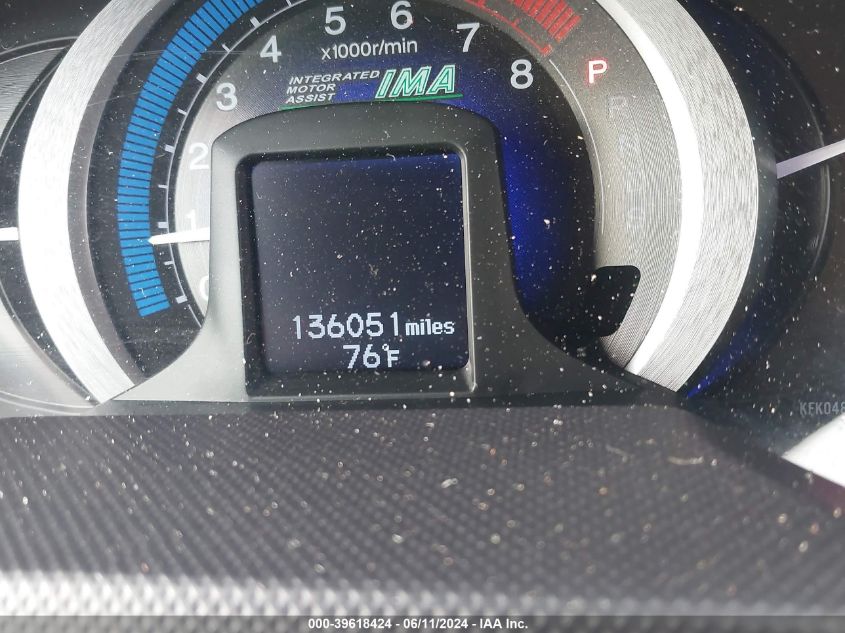 5 6
4 7
x1000r/min
3 8
INTEGRATED
MOTOR
ASSIST
IMA
P
P
R
N
D
S
2
1
0
136051 miles
76°F
KFK048
000-39618424 - 06/11/2024 - IAA Inc.